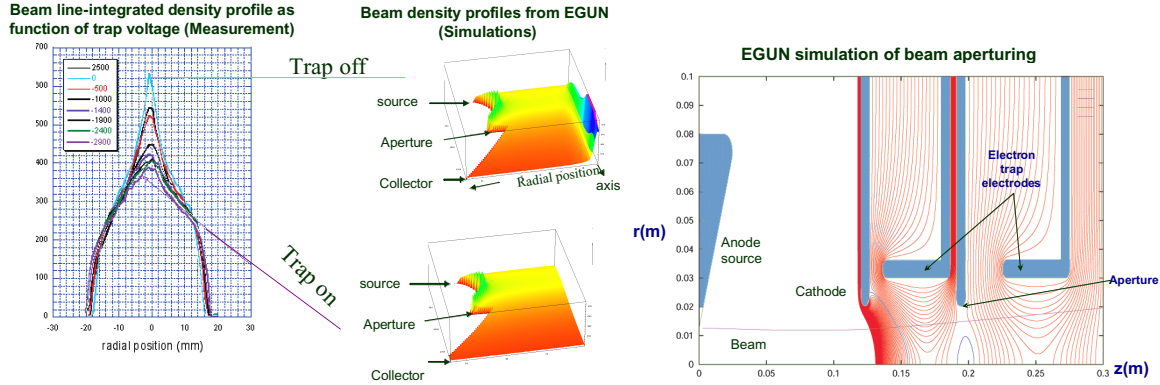 Beam line-integrated density profile as
function of trap voltage (Measurement)
700
600
500
400
300
200
100
0
2500
0
-500
-1000
-1400
-1900
-2400
-2900
-30
-20
-10
0
10
20
30
radial position (mm)
Trap off
Trap on
Beam density profiles from EGUN
(Simulations)
source
Aperture
Collector
Radial position
axis
source
Aperture
Collector
EGUN simulation of beam aperturing
0.1
0.09
0.08
0.07
0.06
0.05
0.04
0.03
0.02
0.01
0
r(m)
Anode
source
Cathode
Beam
Electron
trap
electrodes
Aperture
0
0.05
0.1
0.15
0.2
0.25
0.3
z(m)